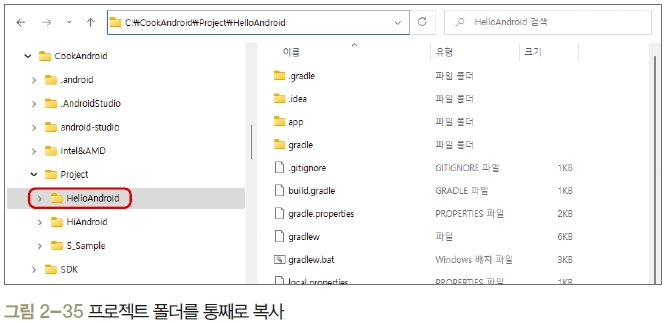 C:₩CookAndroid₩Project₩HelloAndroid
HelloAndroid 검색
CookAndroid
.android
.AndroidStudio
android-studio
Intel&AMD
Project
HelloAndroid
HiAndroid
S_Sample
SDK
이름 유형 크기
.gradle 파일 폴더
.idea 파일 폴더
app 파일 폴더
gradle 파일 폴더
.gitignore GITIGNORE 파일 1KB
build.gradle GRADLE 파일 1KB
gradle.properties PROPERTIES 파일 2KB
gradlew 파일 6KB
gradlew.bat Windows 배치 파일 3KB
local.properties PROPERTIES 파일 1KB
그림 2-35 프로젝트 폴더를 통째로 복사